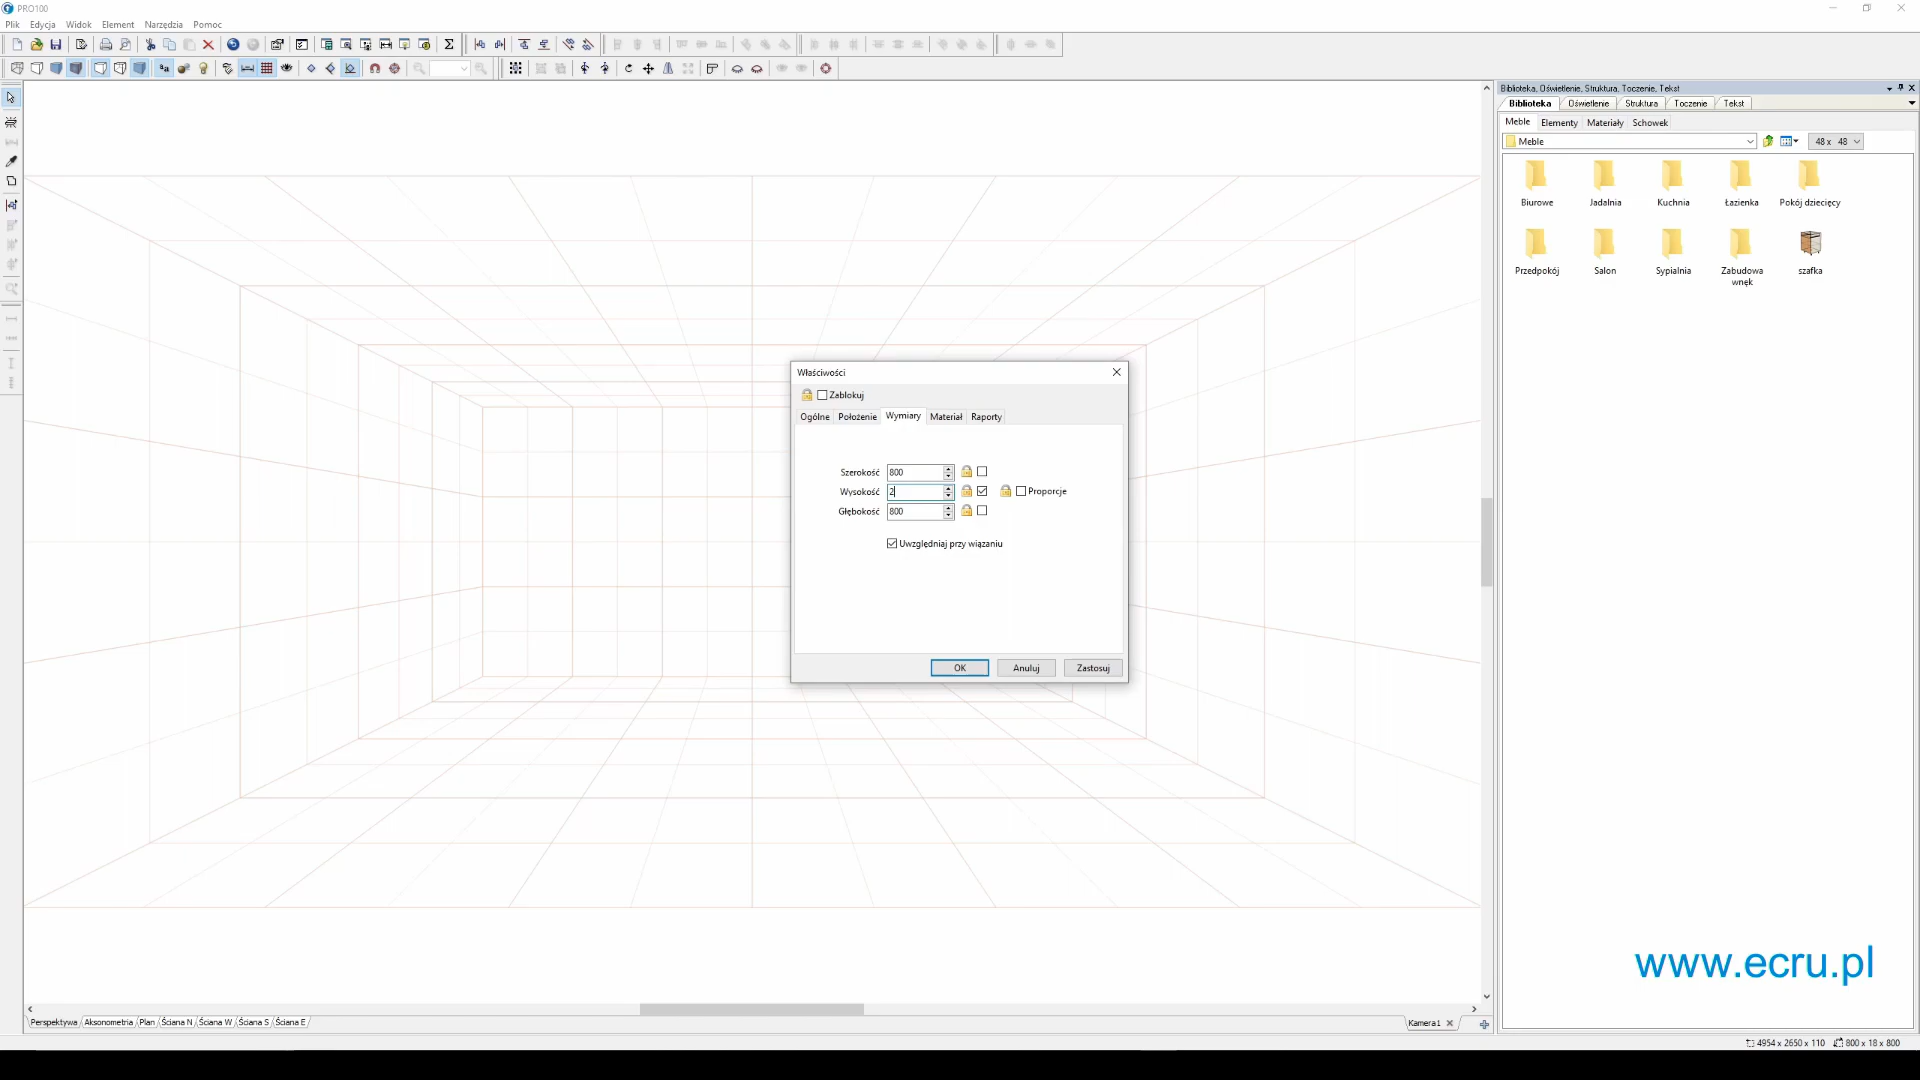 PRO100
Plik Edycja Widok Element Narzędzia Pomoc
Biblioteka, Oświetlenie, Struktura, Toczenie, Tekst
Biblioteka Oświetlenie Struktura Toczenie Tekst
Meble Elementy Materiały Schowek
Meble 48 x 48
Biurowe Jadalnia Kuchnia Łazienka Pokój dziecięcy
Przedpokój Salon Sypialnia Zabudowa wnęk szafka
Właściwości
Zablokuj
Ogólne Położenie Wymiary Materiał Raporty
Szerokość 800
Wysokość 2 Proporcje
Głębokość 800
Uwzględniaj przy wiązaniu
OK Anuluj Zastosuj
www.ecru.pl
Perspektywa Aksonometria Plan Ściana N Ściana W Ściana S Ściana E Kamera1
4954 x 2650 x 110 800 x 18 x 800